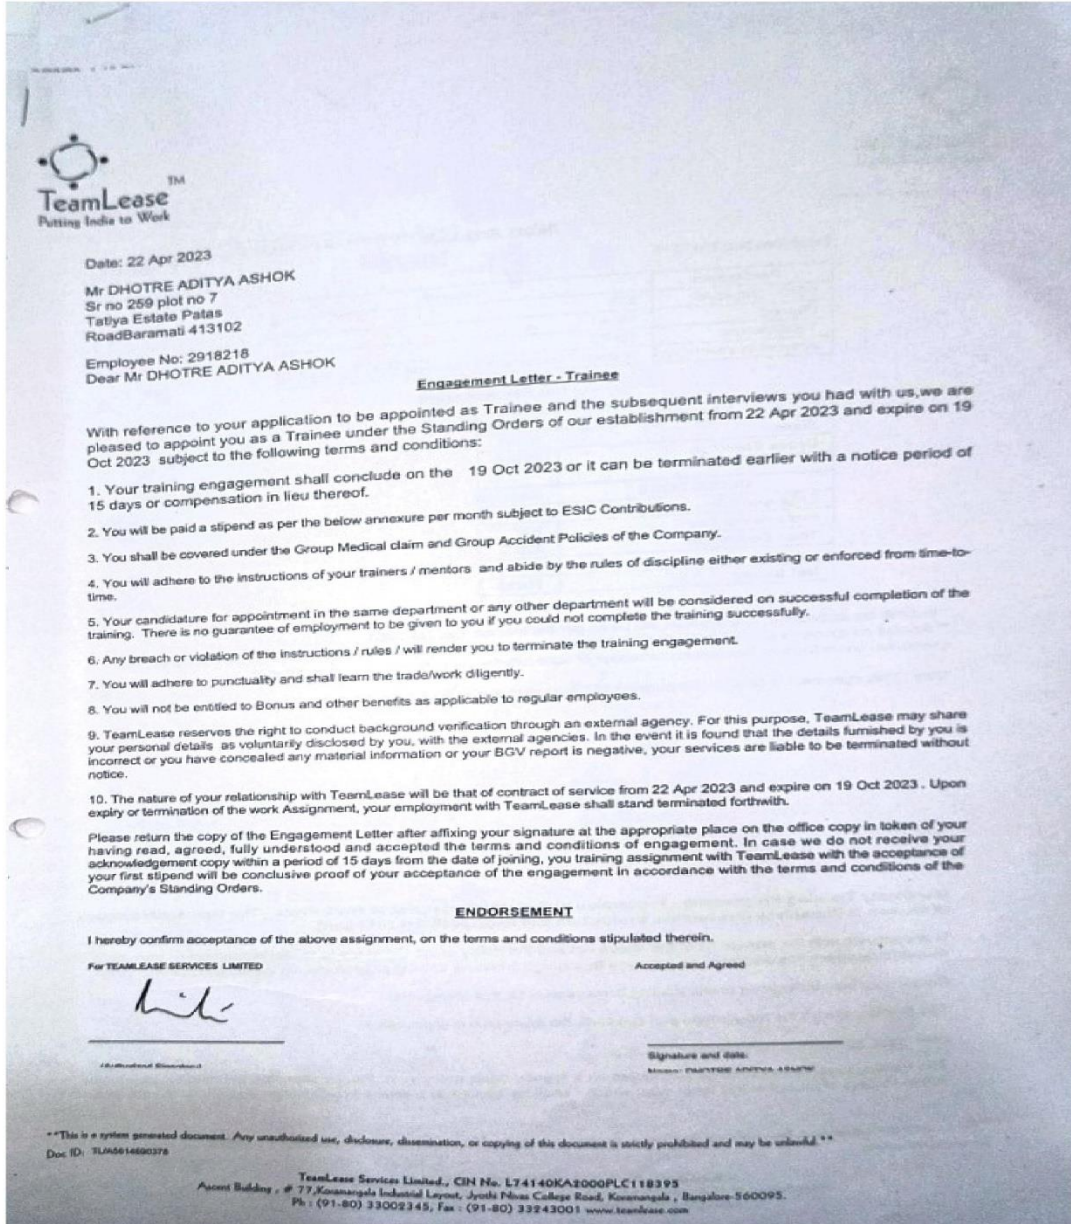 TeamLease™
Putting India to Work
Date: 22 Apr 2023
Mr DHOTRE ADITYA ASHOK
Sr no 259 plot no 7
Tatiya Estate Patas
RoadBaramati 413102
Employee No: 2918218
Dear Mr DHOTRE ADITYA ASHOK
Engagement Letter - Trainee
With reference to your application to be appointed as Trainee and the subsequent interviews you had with us,we are
pleased to appoint you as a Trainee under the Standing Orders of our establishment from 22 Apr 2023 and expire on 19
Oct 2023 subject to the following terms and conditions:
1. Your training engagement shall conclude on the 19 Oct 2023 or it can be terminated earlier with a notice period of
15 days or compensation in lieu thereof.
2. You will be paid a stipend as per the below annexure per month subject to ESIC Contributions.
3. You shall be covered under the Group Medical claim and Group Accident Policies of the Company.
4. You will adhere to the instructions of your trainers / mentors and abide by the rules of discipline either existing or enforced from time-to-
time.
5. Your candidature for appointment in the same department or any other department will be considered on successful completion of the
training. There is no guarantee of employment to be given to you if you could not complete the training successfully.
6. Any breach or violation of the instructions / rules / will render you to terminate the training engagement.
7. You will adhere to punctuality and shall learn the trade/work diligently.
8. You will not be entitled to Bonus and other benefits as applicable to regular employees.
9. TeamLease reserves the right to conduct background verification through an external agency. For this purpose, TeamLease may share
your personal details as voluntarily disclosed by you, with the external agencies. In the event it is found that the details furnished by you is
incorrect or you have concealed any material information or your BGV report is negative, your services are liable to be terminated without
notice.
10. The nature of your relationship with TeamLease will be that of contract of service from 22 Apr 2023 and expire on 19 Oct 2023 . Upon
expiry or termination of the work Assignment, your employment with TeamLease shall stand terminated forthwith.
Please return the copy of the Engagement Letter after affixing your signature at the appropriate place on the office copy in token of your
having read, agreed, fully understood and accepted the terms and conditions of engagement. In case we do not receive your
acknowledgement copy within a period of 15 days from the date of joining, you training assignment with TeamLease with the acceptance of
your first stipend will be conclusive proof of your acceptance of the engagement in accordance with the terms and conditions of the
Company's Standing Orders.
ENDORSEMENT
I hereby confirm acceptance of the above assignment, on the terms and conditions stipulated therein.
For TEAMLEASE SERVICES LIMITED Accepted and Agreed
Signature and date:
**This is a system generated document. Any unauthorized use, disclosure, dissemination, or copying of this document is strictly prohibited and may be unlawful.**
Doc ID:
TeamLease Services Limited., CIN No. L74140KA2000PLC118395
Ascent Building , # 77,Koramangala Industrial Layout, Jyothi Nivas College Road, Koramangala , Bangalore-560095.
Ph : (91-80) 33002345, Fax : (91-80) 33243001 www.teamlease.com